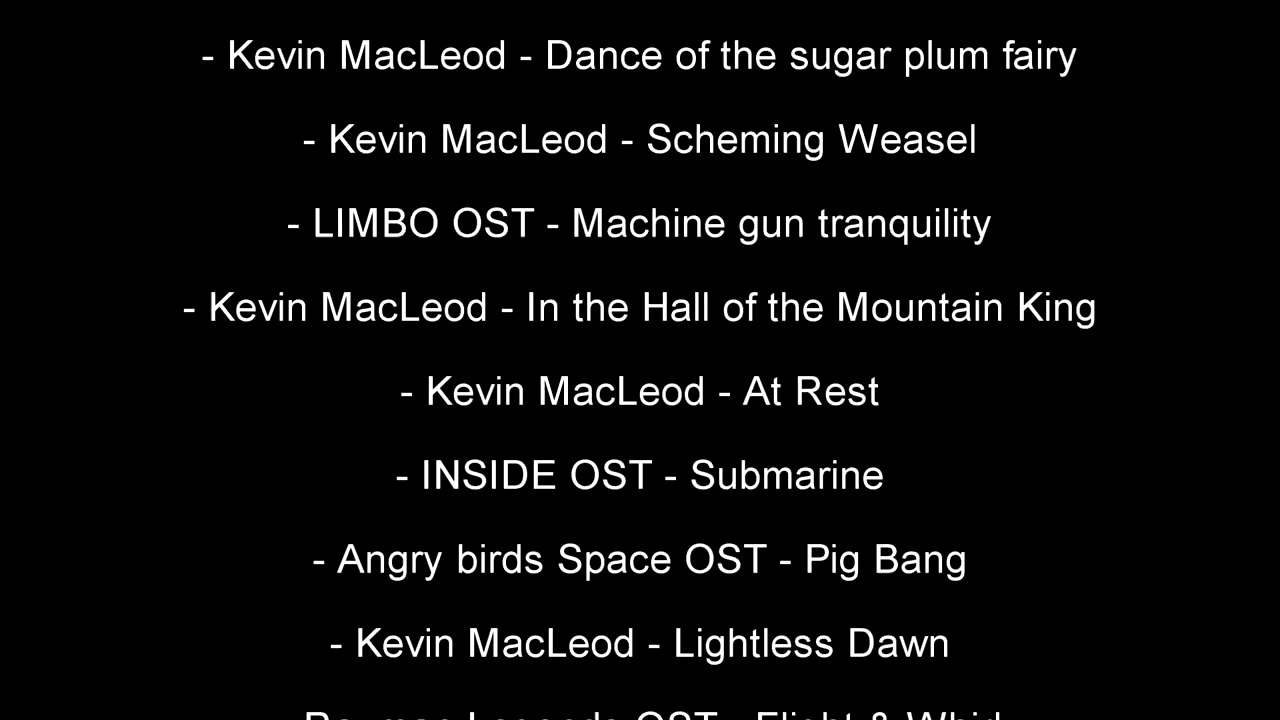 - Kevin MacLeod - Dance of the sugar plum fairy
- Kevin MacLeod - Scheming Weasel
- LIMBO OST - Machine gun tranquility
- Kevin MacLeod - In the Hall of the Mountain King
- Kevin MacLeod - At Rest
- INSIDE OST - Submarine
- Angry birds Space OST - Pig Bang
- Kevin MacLeod - Lightless Dawn
OST -